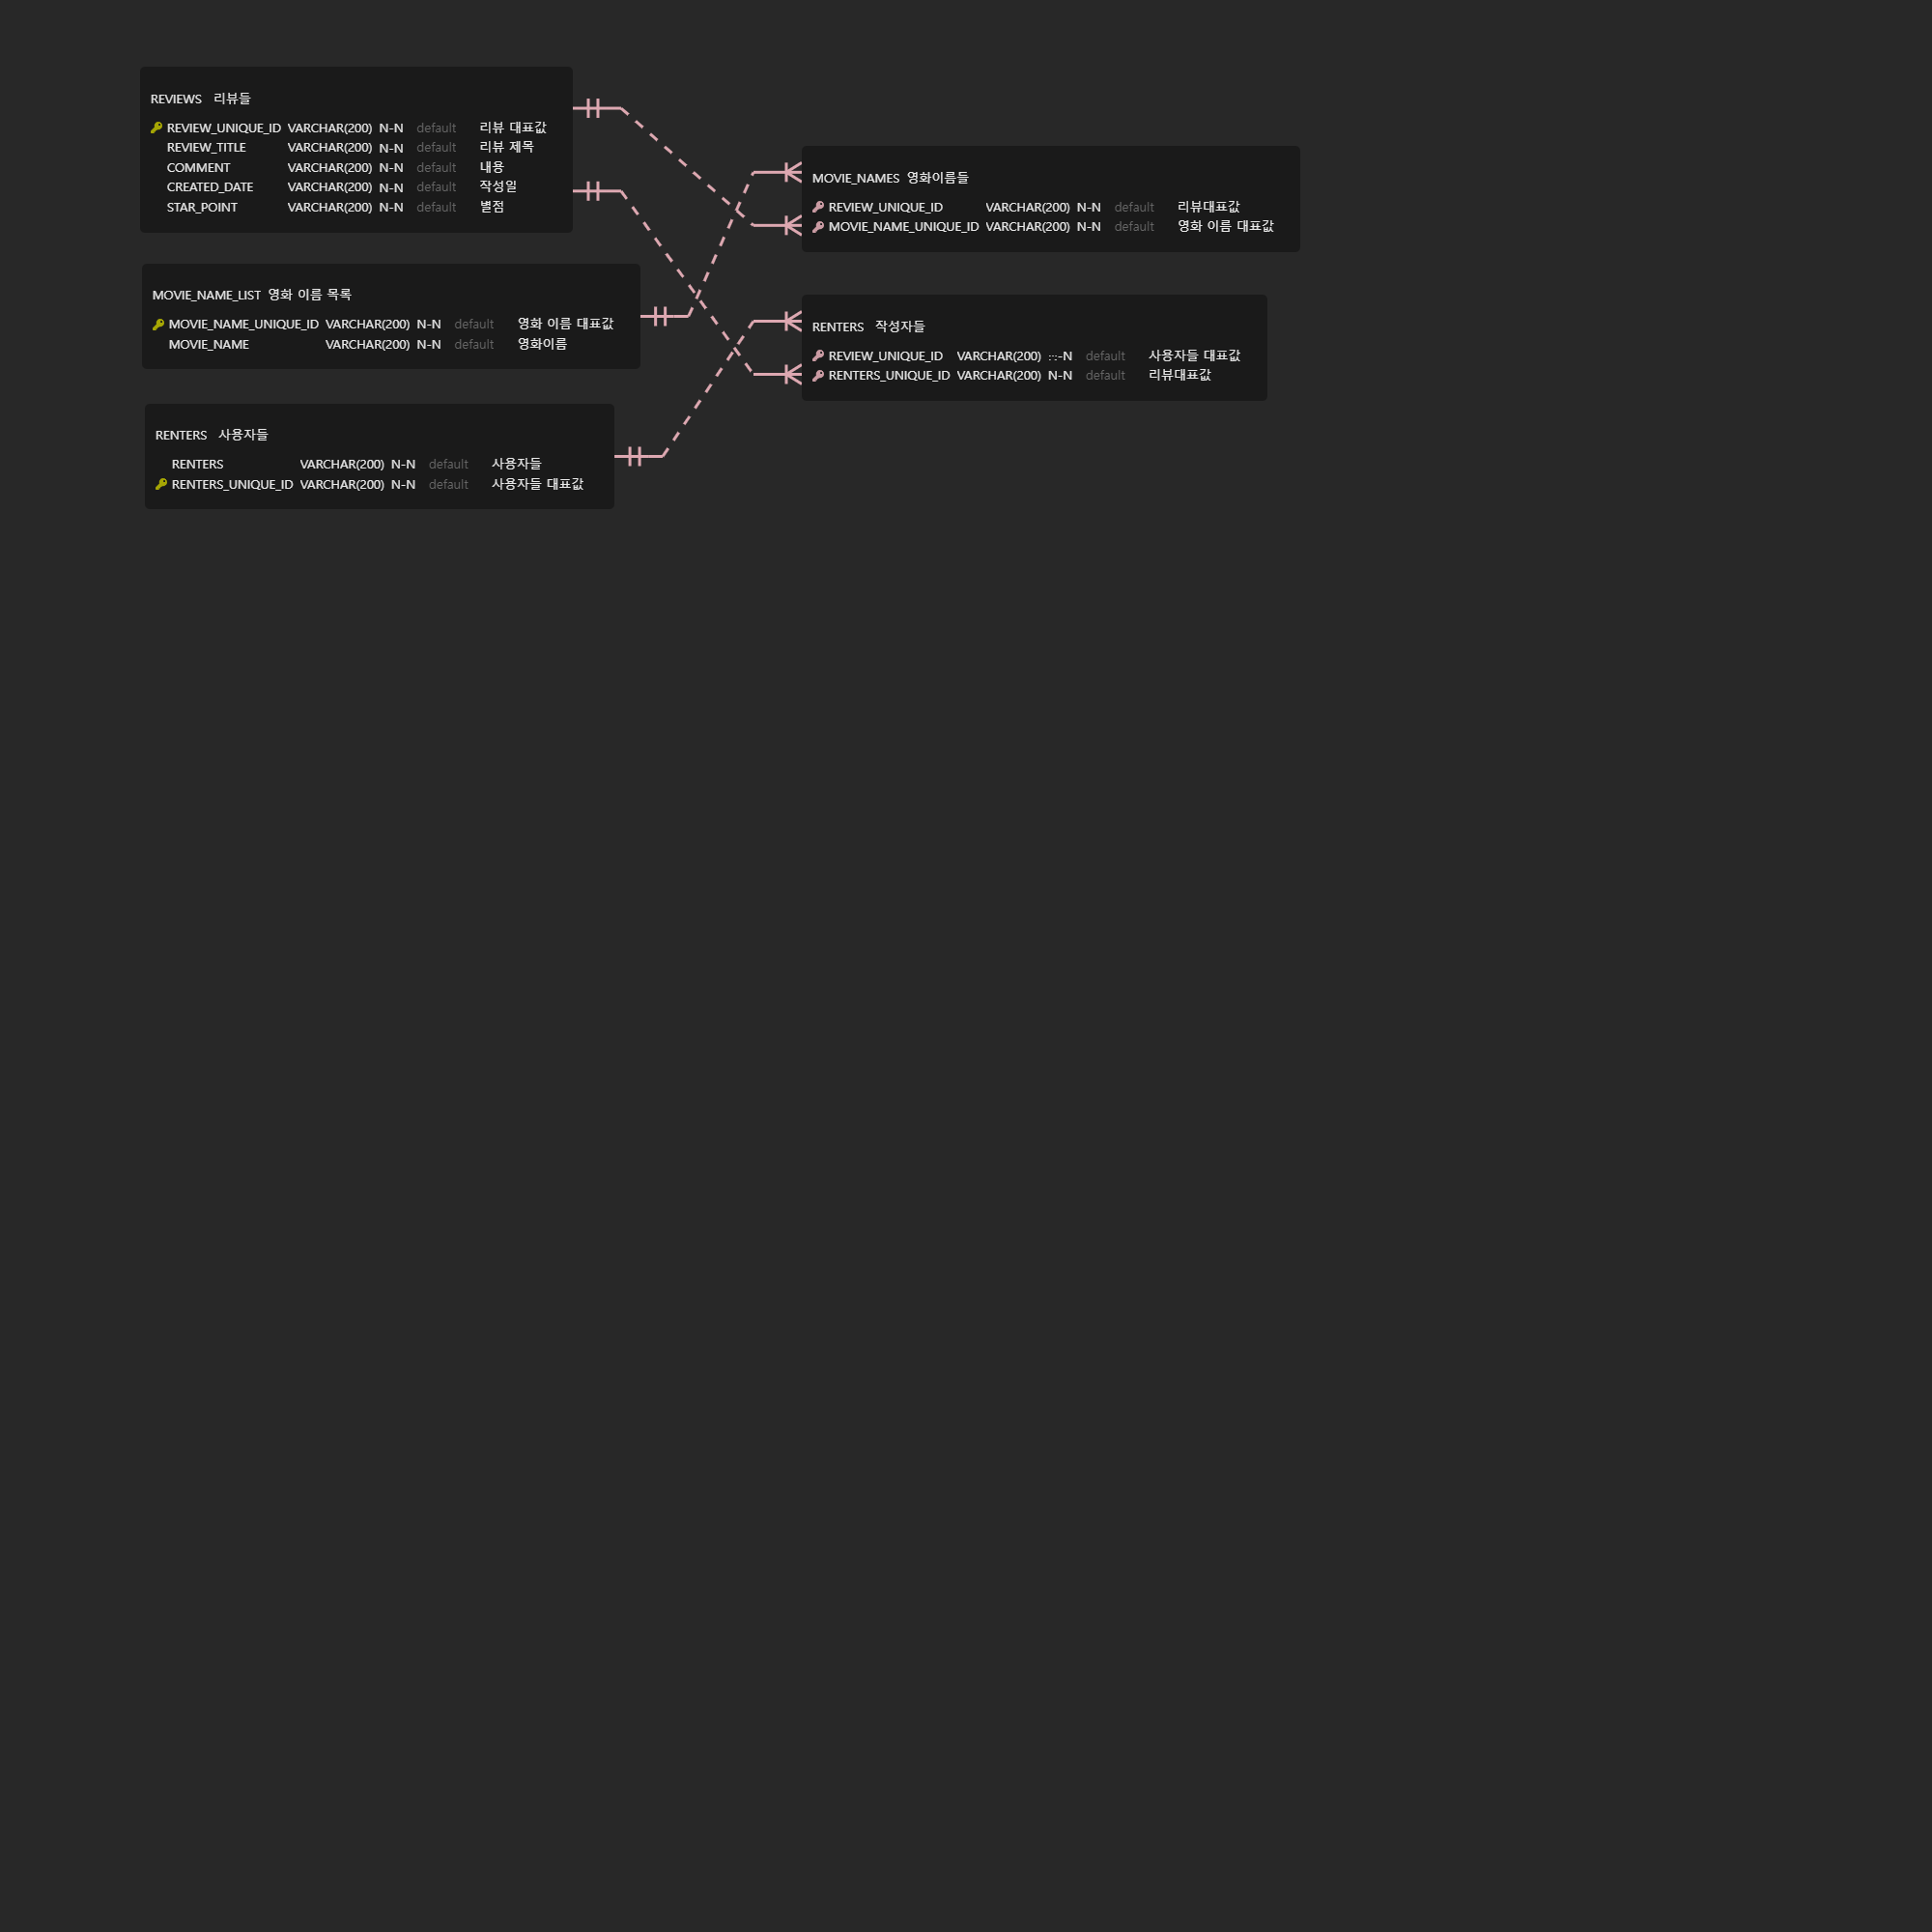 REVIEWS 리뷰들
REVIEW_UNIQUE_ID VARCHAR(200) N-N default 리뷰 대표값
REVIEW_TITLE VARCHAR(200) N-N default 리뷰 제목
COMMENT VARCHAR(200) N-N default 내용
CREATED_DATE VARCHAR(200) N-N default 작성일
STAR_POINT VARCHAR(200) N-N default 별점
MOVIE_NAMES 영화이름들
REVIEW_UNIQUE_ID VARCHAR(200) N-N default 리뷰대표값
MOVIE_NAME_UNIQUE_ID VARCHAR(200) N-N default 영화 이름 대표값
MOVIE_NAME_LIST 영화 이름 목록
MOVIE_NAME_UNIQUE_ID VARCHAR(200) N-N default 영화 이름 대표값
MOVIE_NAME VARCHAR(200) N-N default 영화이름
RENTERS 작성자들
REVIEW_UNIQUE_ID VARCHAR(200) default 사용자들 대표값
RENTERS_UNIQUE_ID VARCHAR(200) N-N default 리뷰대표값
RENTERS 사용자들
RENTERS VARCHAR(200) N-N default 사용자들
RENTERS_UNIQUE_ID VARCHAR(200) N-N default 사용자들 대표값